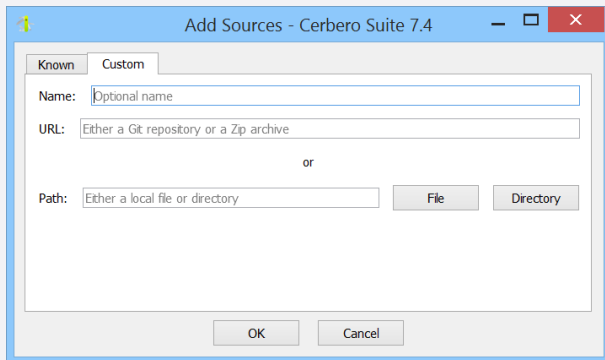 Add Sources - Cerbero Suite 7.4
Known Custom
Name: Optional name
URL: Either a Git repository or a Zip archive
or
Path: Either a local file or directory File Directory
OK Cancel